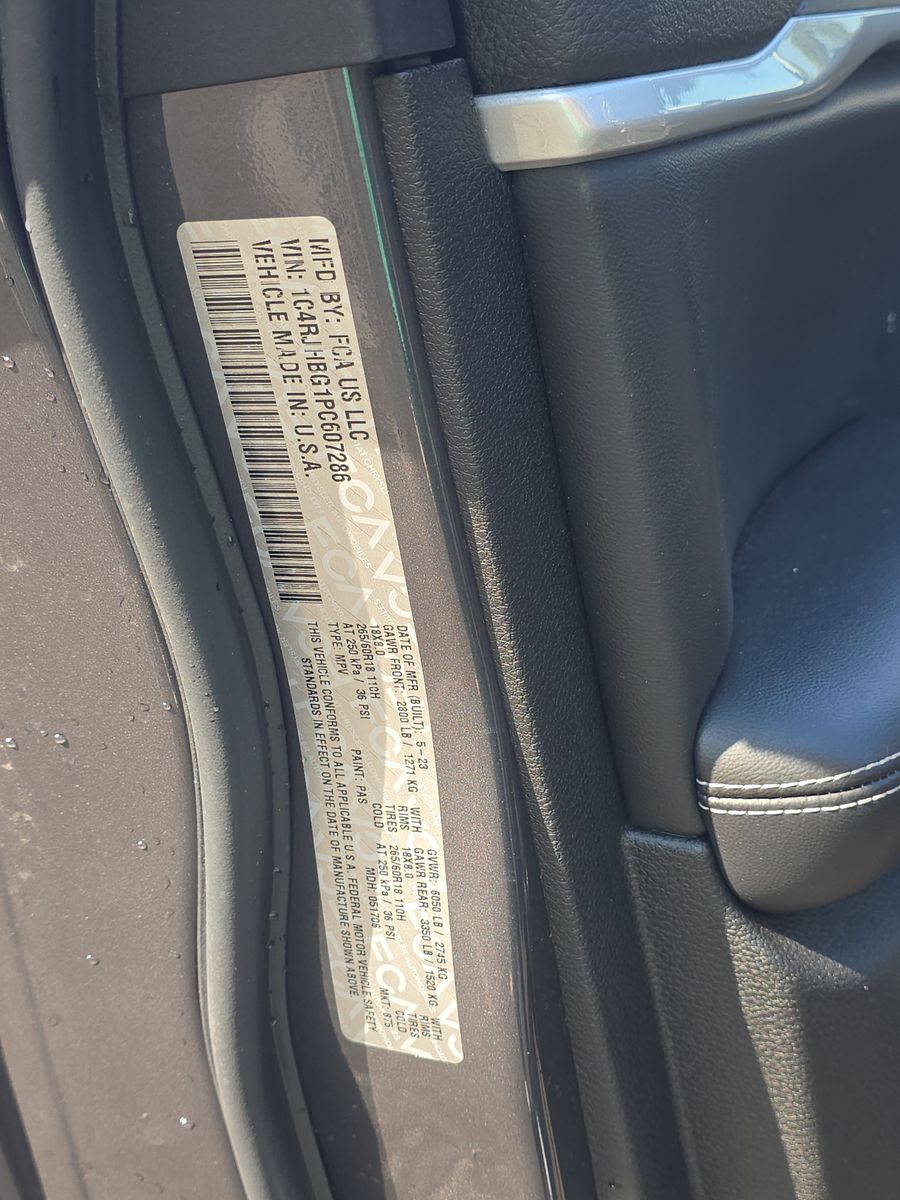 MFD BY: FCA US LLC
VIN: 1C4RJHBG1PC607286
VEHICLE MADE IN: U.S.A.
DATE OF MFR (BUILT): 5-23 GVWR: 6050 LB / 2745 KG
GAWR FRONT: 2800 LB / 1271 KG WITH GAWR REAR: 3350 LB / 1520 KG WITH
18X8.0 RIMS 18X8.0 RIMS
265/60R18 110H TIRES 265/60R18 110H TIRES
AT 250 kPa / 36 PSI COLD AT 250 kPa / 36 PSI COLD
TYPE: MPV PAINT: PAS MDH: 051706 MKT: 875
THIS VEHICLE CONFORMS TO ALL APPLICABLE U.S.A. FEDERAL MOTOR VEHICLE SAFETY
STANDARDS IN EFFECT ON THE DATE OF MANUFACTURE SHOWN ABOVE.